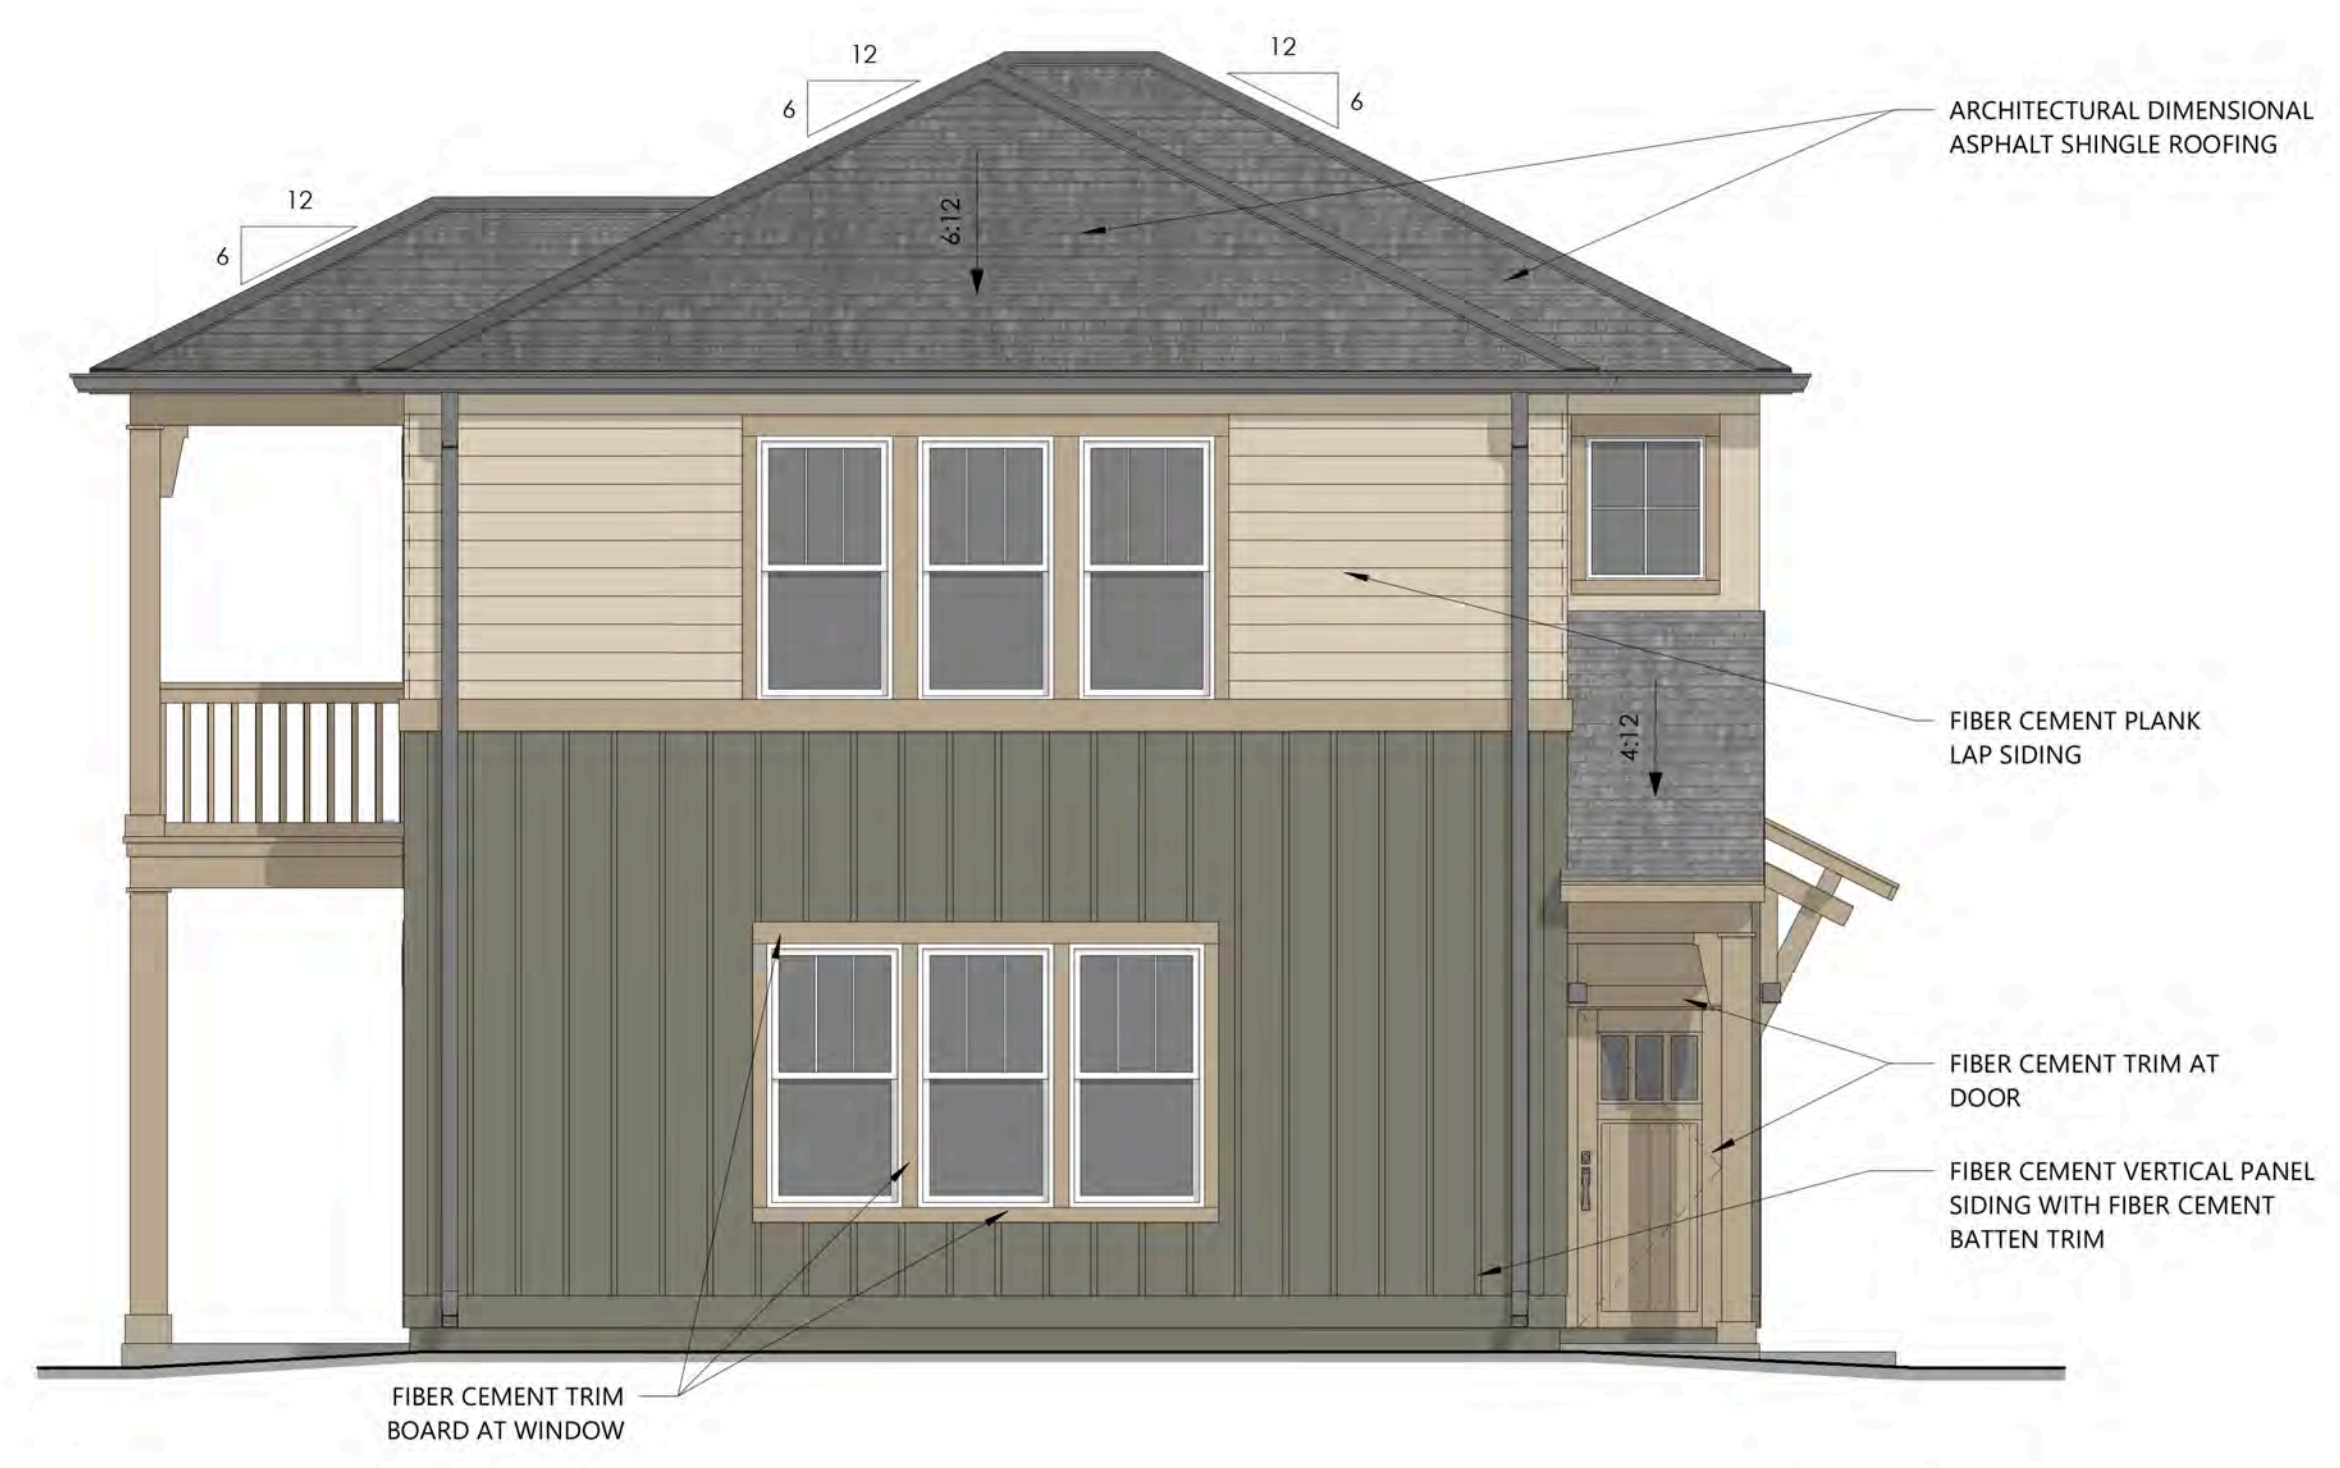 12
12
6
6
ARCHITECTURAL DIMENSIONAL
ASPHALT SHINGLE ROOFING
12
6
6:12
FIBER CEMENT PLANK
LAP SIDING
4:12
FIBER CEMENT TRIM AT
DOOR
FIBER CEMENT VERTICAL PANEL
SIDING WITH FIBER CEMENT
BATTEN TRIM
FIBER CEMENT TRIM
BOARD AT WINDOW